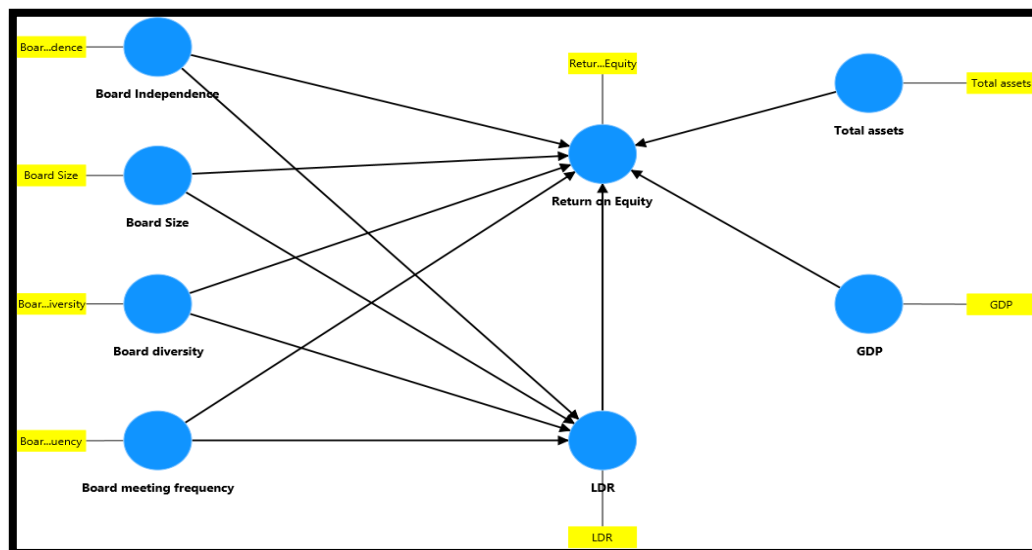 Boar...dence
Board Independence
Retur...Equity
Return on Equity
Total assets
Total assets
Board Size
Board Size
Boar...iversity
Board diversity
GDP
GDP
Boar...uency
Board meeting frequency
LDR
LDR